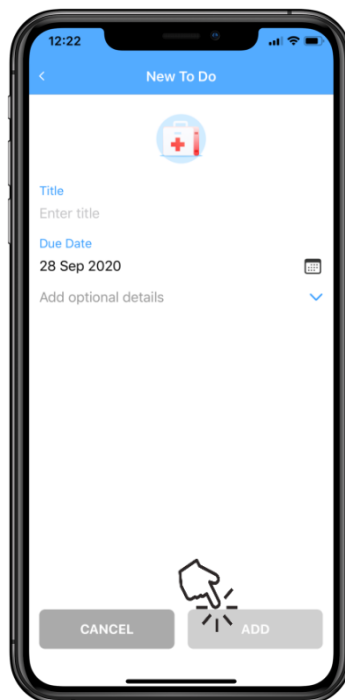 12:22
New To Do
Title
Enter title
Due Date
28 Sep 2020
Add optional details
CANCEL
ADD